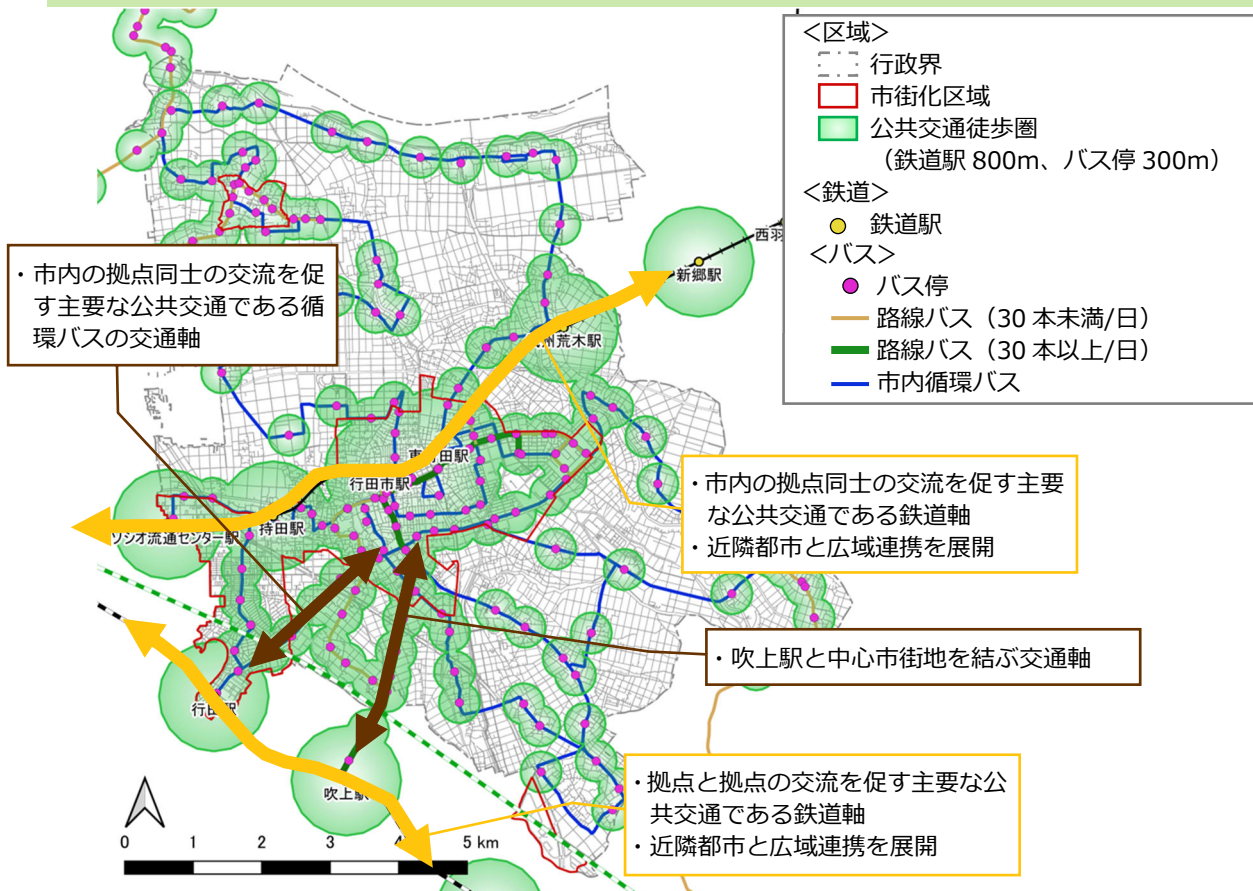 <区域>
行政界
市街化区域
公共交通徒歩圏
（鉄道駅 800m、バス停 300m）
<鉄道>
鉄道駅
<バス>
バス停
路線バス（30 本未満/日）
路線バス（30 本以上/日）
市内循環バス
西羽
新郷駅
・市内の拠点同士の交流を促
す主要な公共交通である循
環バスの交通軸
州荒木駅
東行田駅
行田市駅
持田駅
ソシオ流通センター駅
・市内の拠点同士の交流を促す主要
な公共交通である鉄道軸
・近隣都市と広域連携を展開
・吹上駅と中心市街地を結ぶ交通軸
行田駅
吹上駅
・拠点と拠点の交流を促す主要な公
共交通である鉄道軸
・近隣都市と広域連携を展開
0 1 2 3 4 5 km